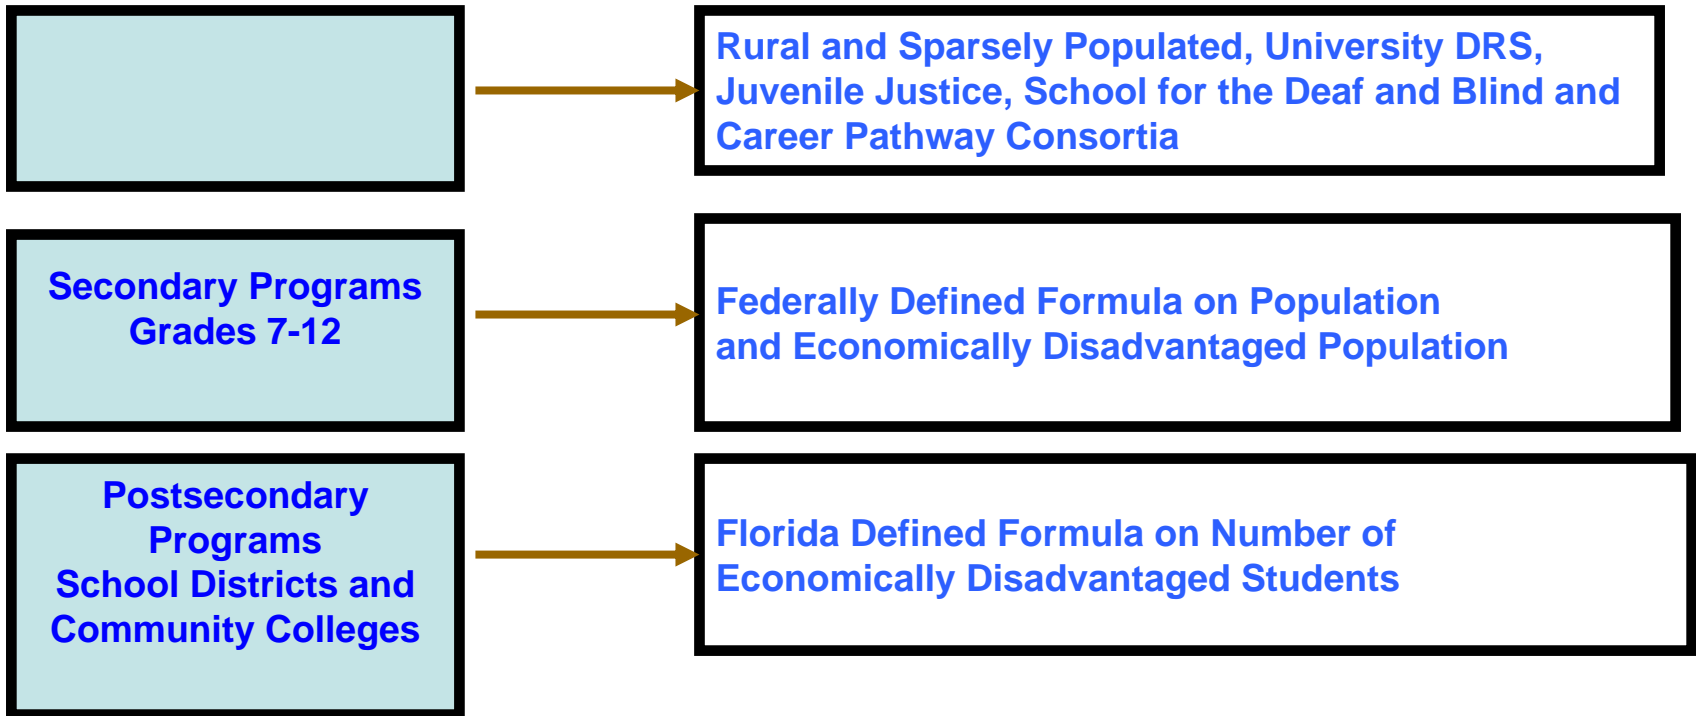 Rural and Sparsely Populated, University DRS,
Juvenile Justice, School for the Deaf and Blind and
Career Pathway Consortia
Secondary Programs
Grades 7-12
Federally Defined Formula on Population
and Economically Disadvantaged Population
Postsecondary
Programs
School Districts and
Community Colleges
Florida Defined Formula on Number of
Economically Disadvantaged Students